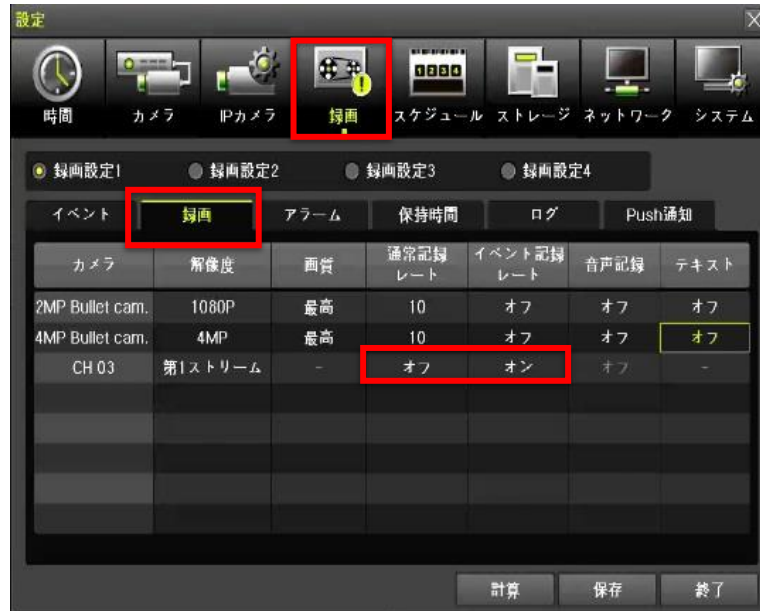 設定
時間 カメラ IPカメラ 録画 スケジュール ストレージ ネットワーク システム
録画設定1 録画設定2 録画設定3 録画設定4
イベント 録画 アラーム 保持時間 ログ Push通知
カメラ 解像度 画質 通常記録レート イベント記録レート 音声記録 テキスト
2MP Bullet cam. 1080P 最高 10 オフ オフ オフ
4MP Bullet cam. 4MP 最高 10 オフ オフ オフ
CH 03 第1ストリーム - オフ オン オフ -
計算 保存 終了